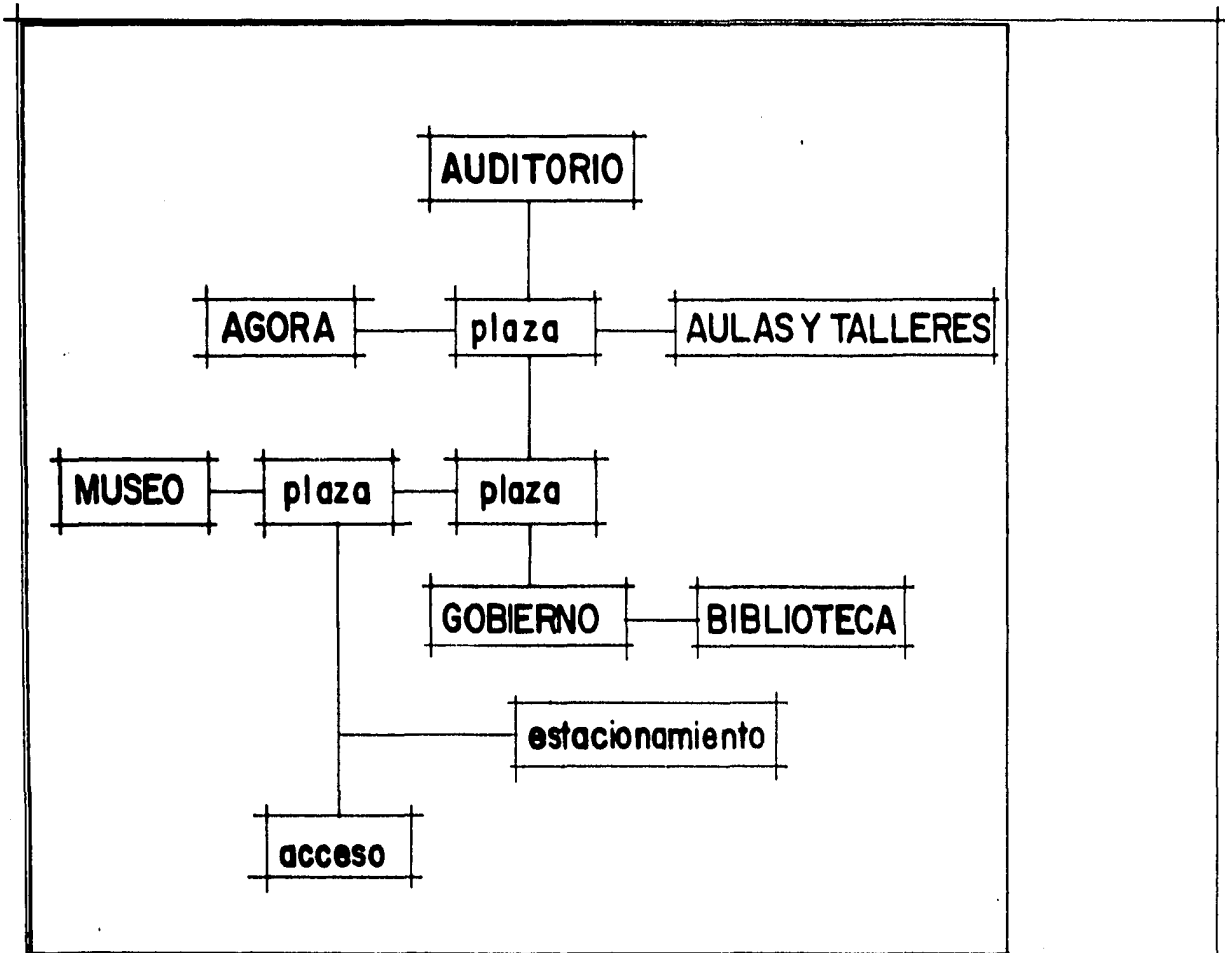 AUDITORIO
AGORA
plaza
AULAS Y TALLERES
MUSEO
plaza
plaza
GOBIERNO
BIBLIOTECA
estacionamiento
acceso